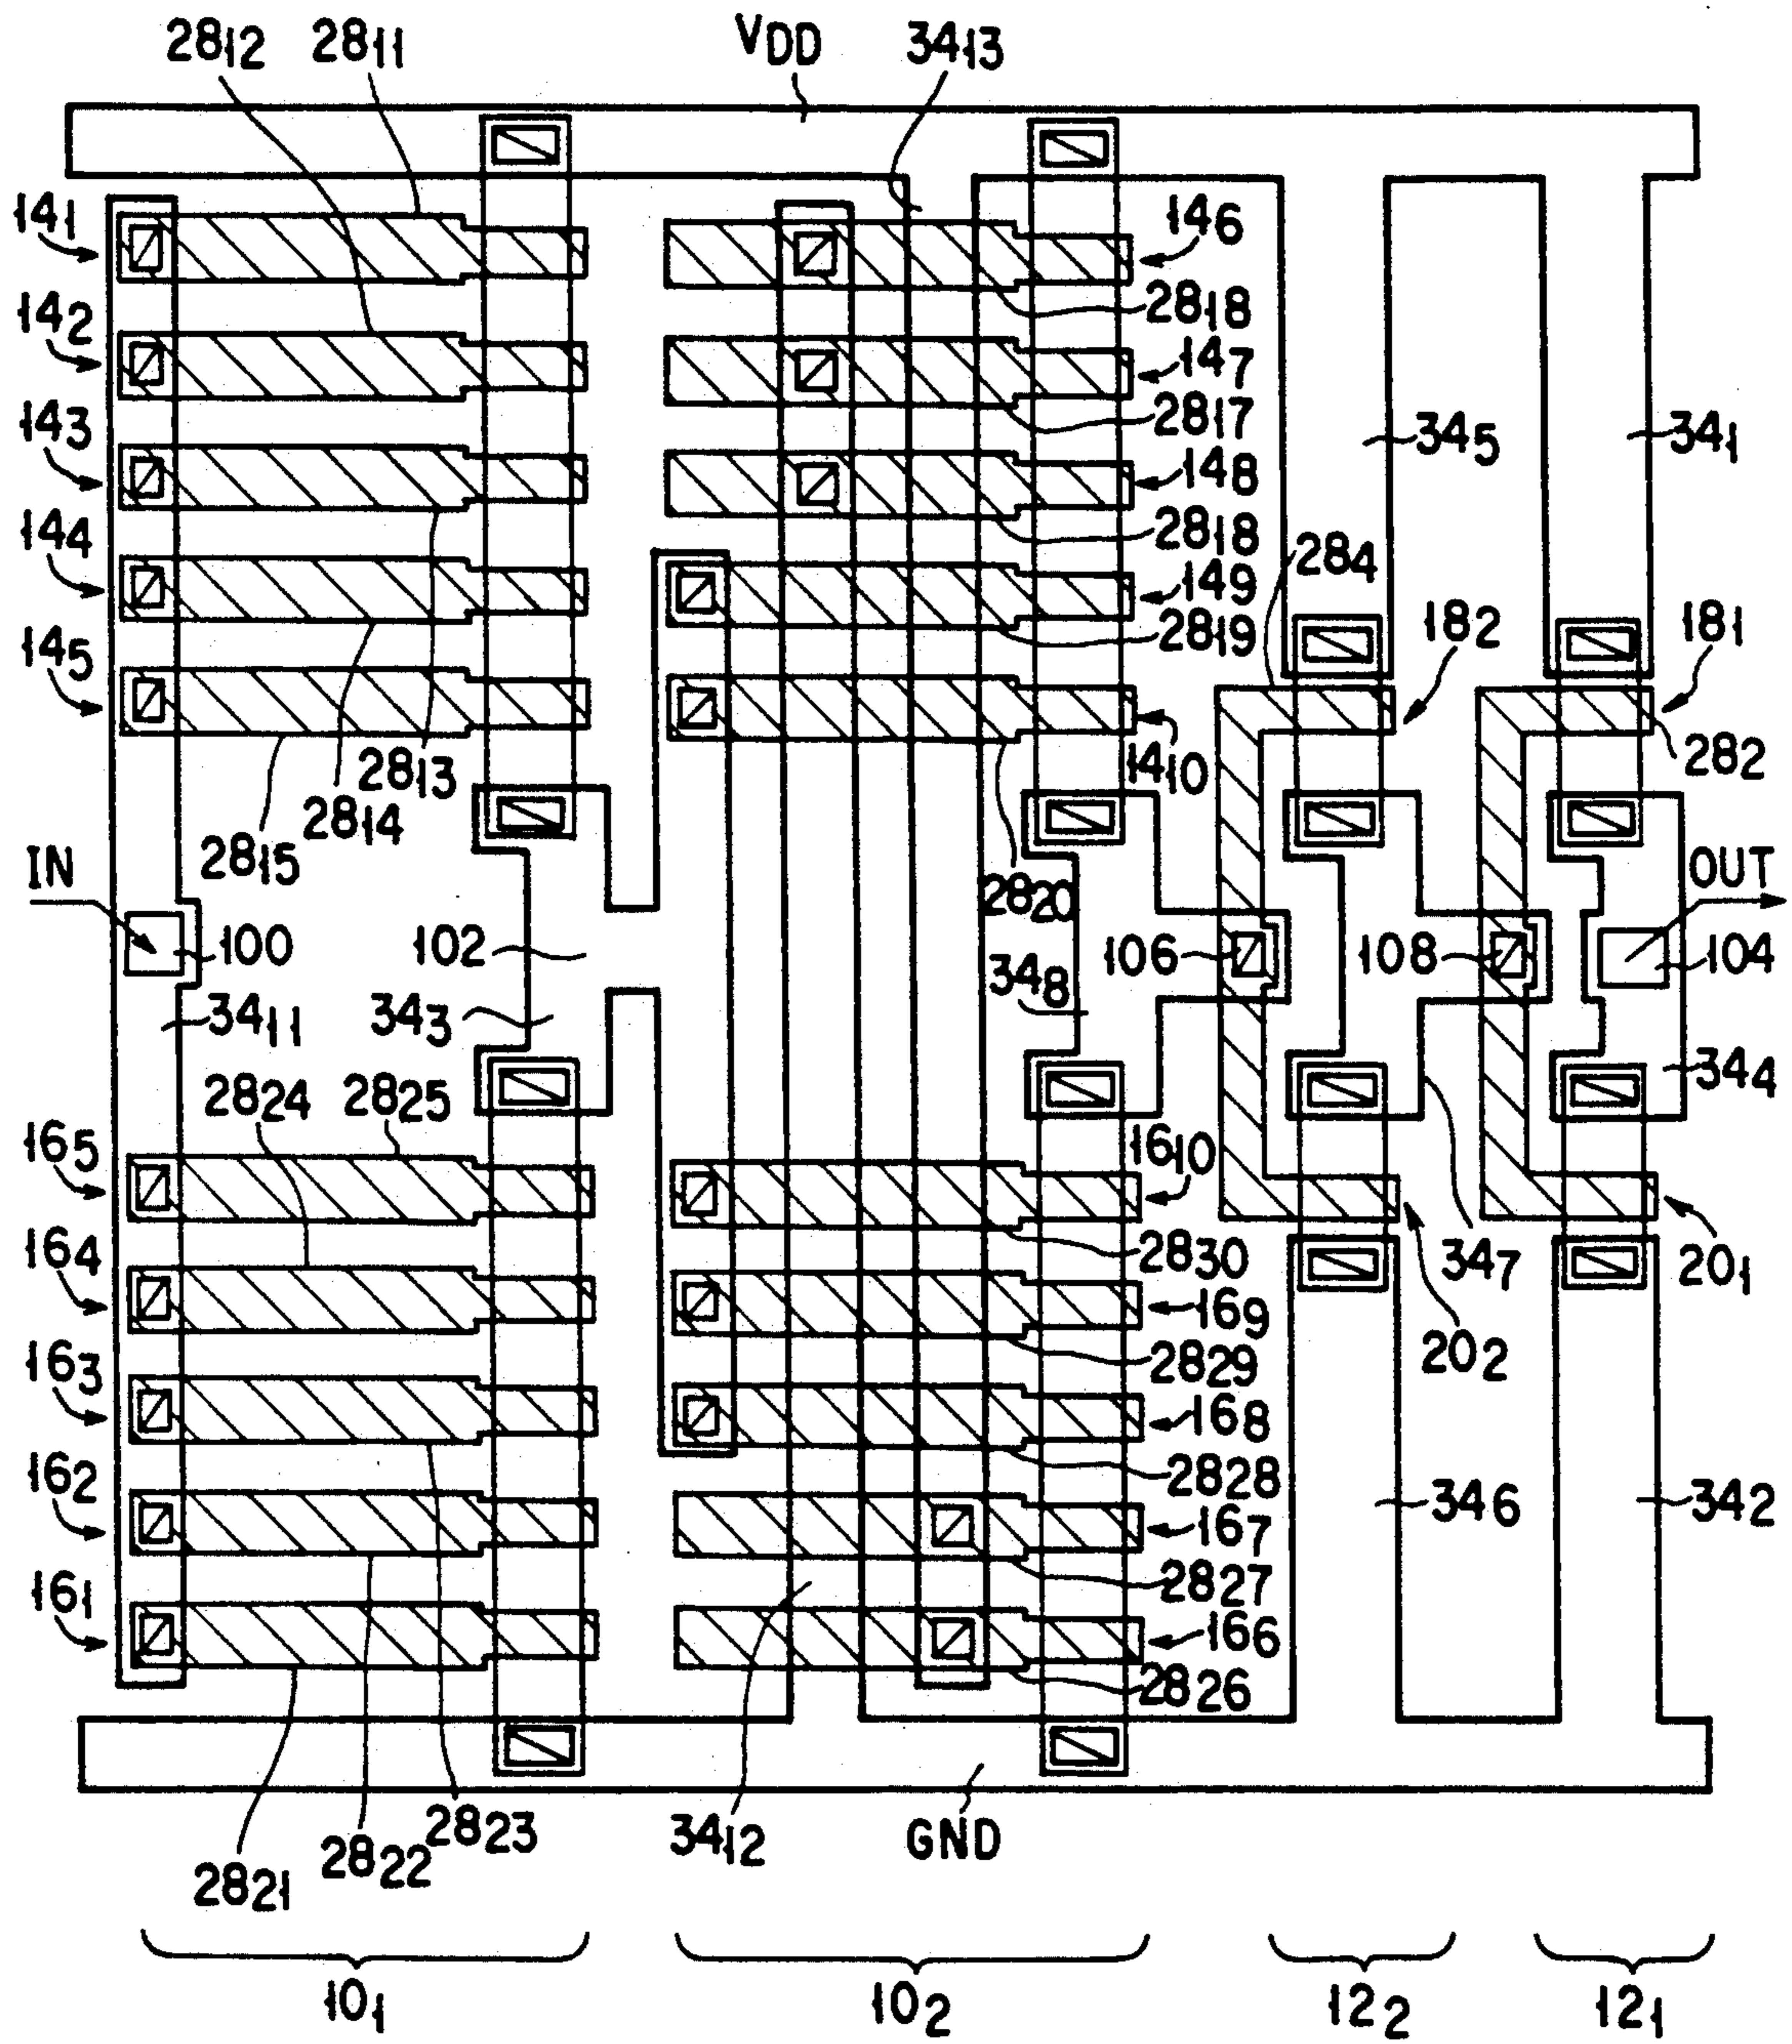 28₁₂ 28₁₁ VDD 34₁₃
14₁ 14₆
28₁₈
14₂ 14₇
28₁₇
14₃ 34₅ 34₁
14₈
28₁₈
14₄ 28₄
14₉
28₁₉ 18₂ 18₁
14₅
28₁₃ 14₁₀ 28₂
28₁₄
28₁₅
IN 28₂₀ OUT
100 102 106 108 104
34₁₁ 34₃ 34₈
28₂₄ 28₂₅ 34₄
16₅ 16₁₀
16₄ 28₃₀ 34₇ 20₁
16₉
16₃ 28₂₉ 20₂
16₈
16₂ 28₂₈ 34₆ 34₂
16₇
28₂₇
16₁ 16₆
28₂₆
28₂₃ 34₁₂ GND
28₂₂
28₂₁
10₁ 10₂ 12₂ 12₁